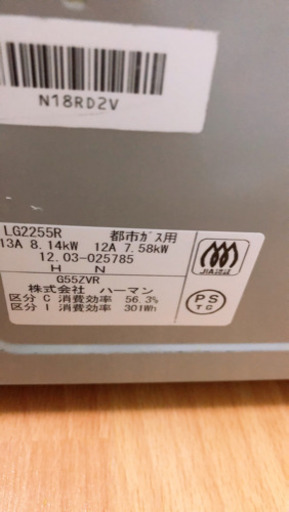 N18RD2V
LG2255R 都市ガス用
13A 8.14kW 12A 7.58kW
12.03-025785
H N
G55ZVR
株式会社 ハーマン
区分 C 消費効率 56.3%
区分 I 消費効率 301Wh
JIA認証
PS
TG